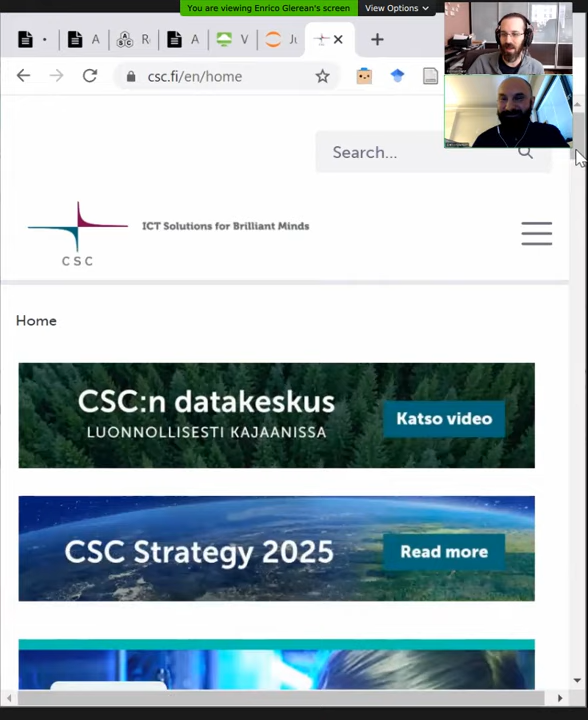 You are viewing Enrico Glerean's screen
View Options
A
R
A
V
csc.fi/en/home
Search...
ICT Solutions for Brilliant Minds
CSC
Home
CSC:n datakeskus
LUONNOLLISESTI KAJAANISSA
Katso video
CSC Strategy 2025
Read more